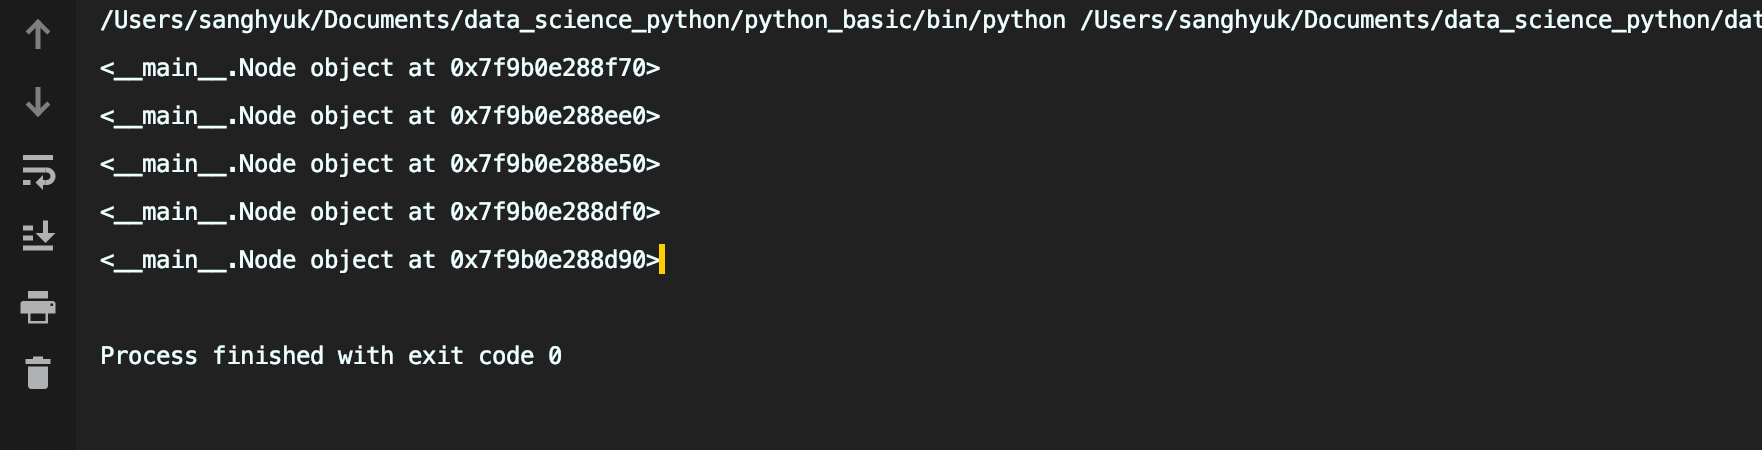 /Users/sanghyuk/Documents/data_science_python/python_basic/bin/python /Users/sanghyuk/Documents/data_science_python/dat
<__main__.Node object at 0x7f9b0e288f70>
<__main__.Node object at 0x7f9b0e288ee0>
<__main__.Node object at 0x7f9b0e288e50>
<__main__.Node object at 0x7f9b0e288df0>
<__main__.Node object at 0x7f9b0e288d90>
Process finished with exit code 0